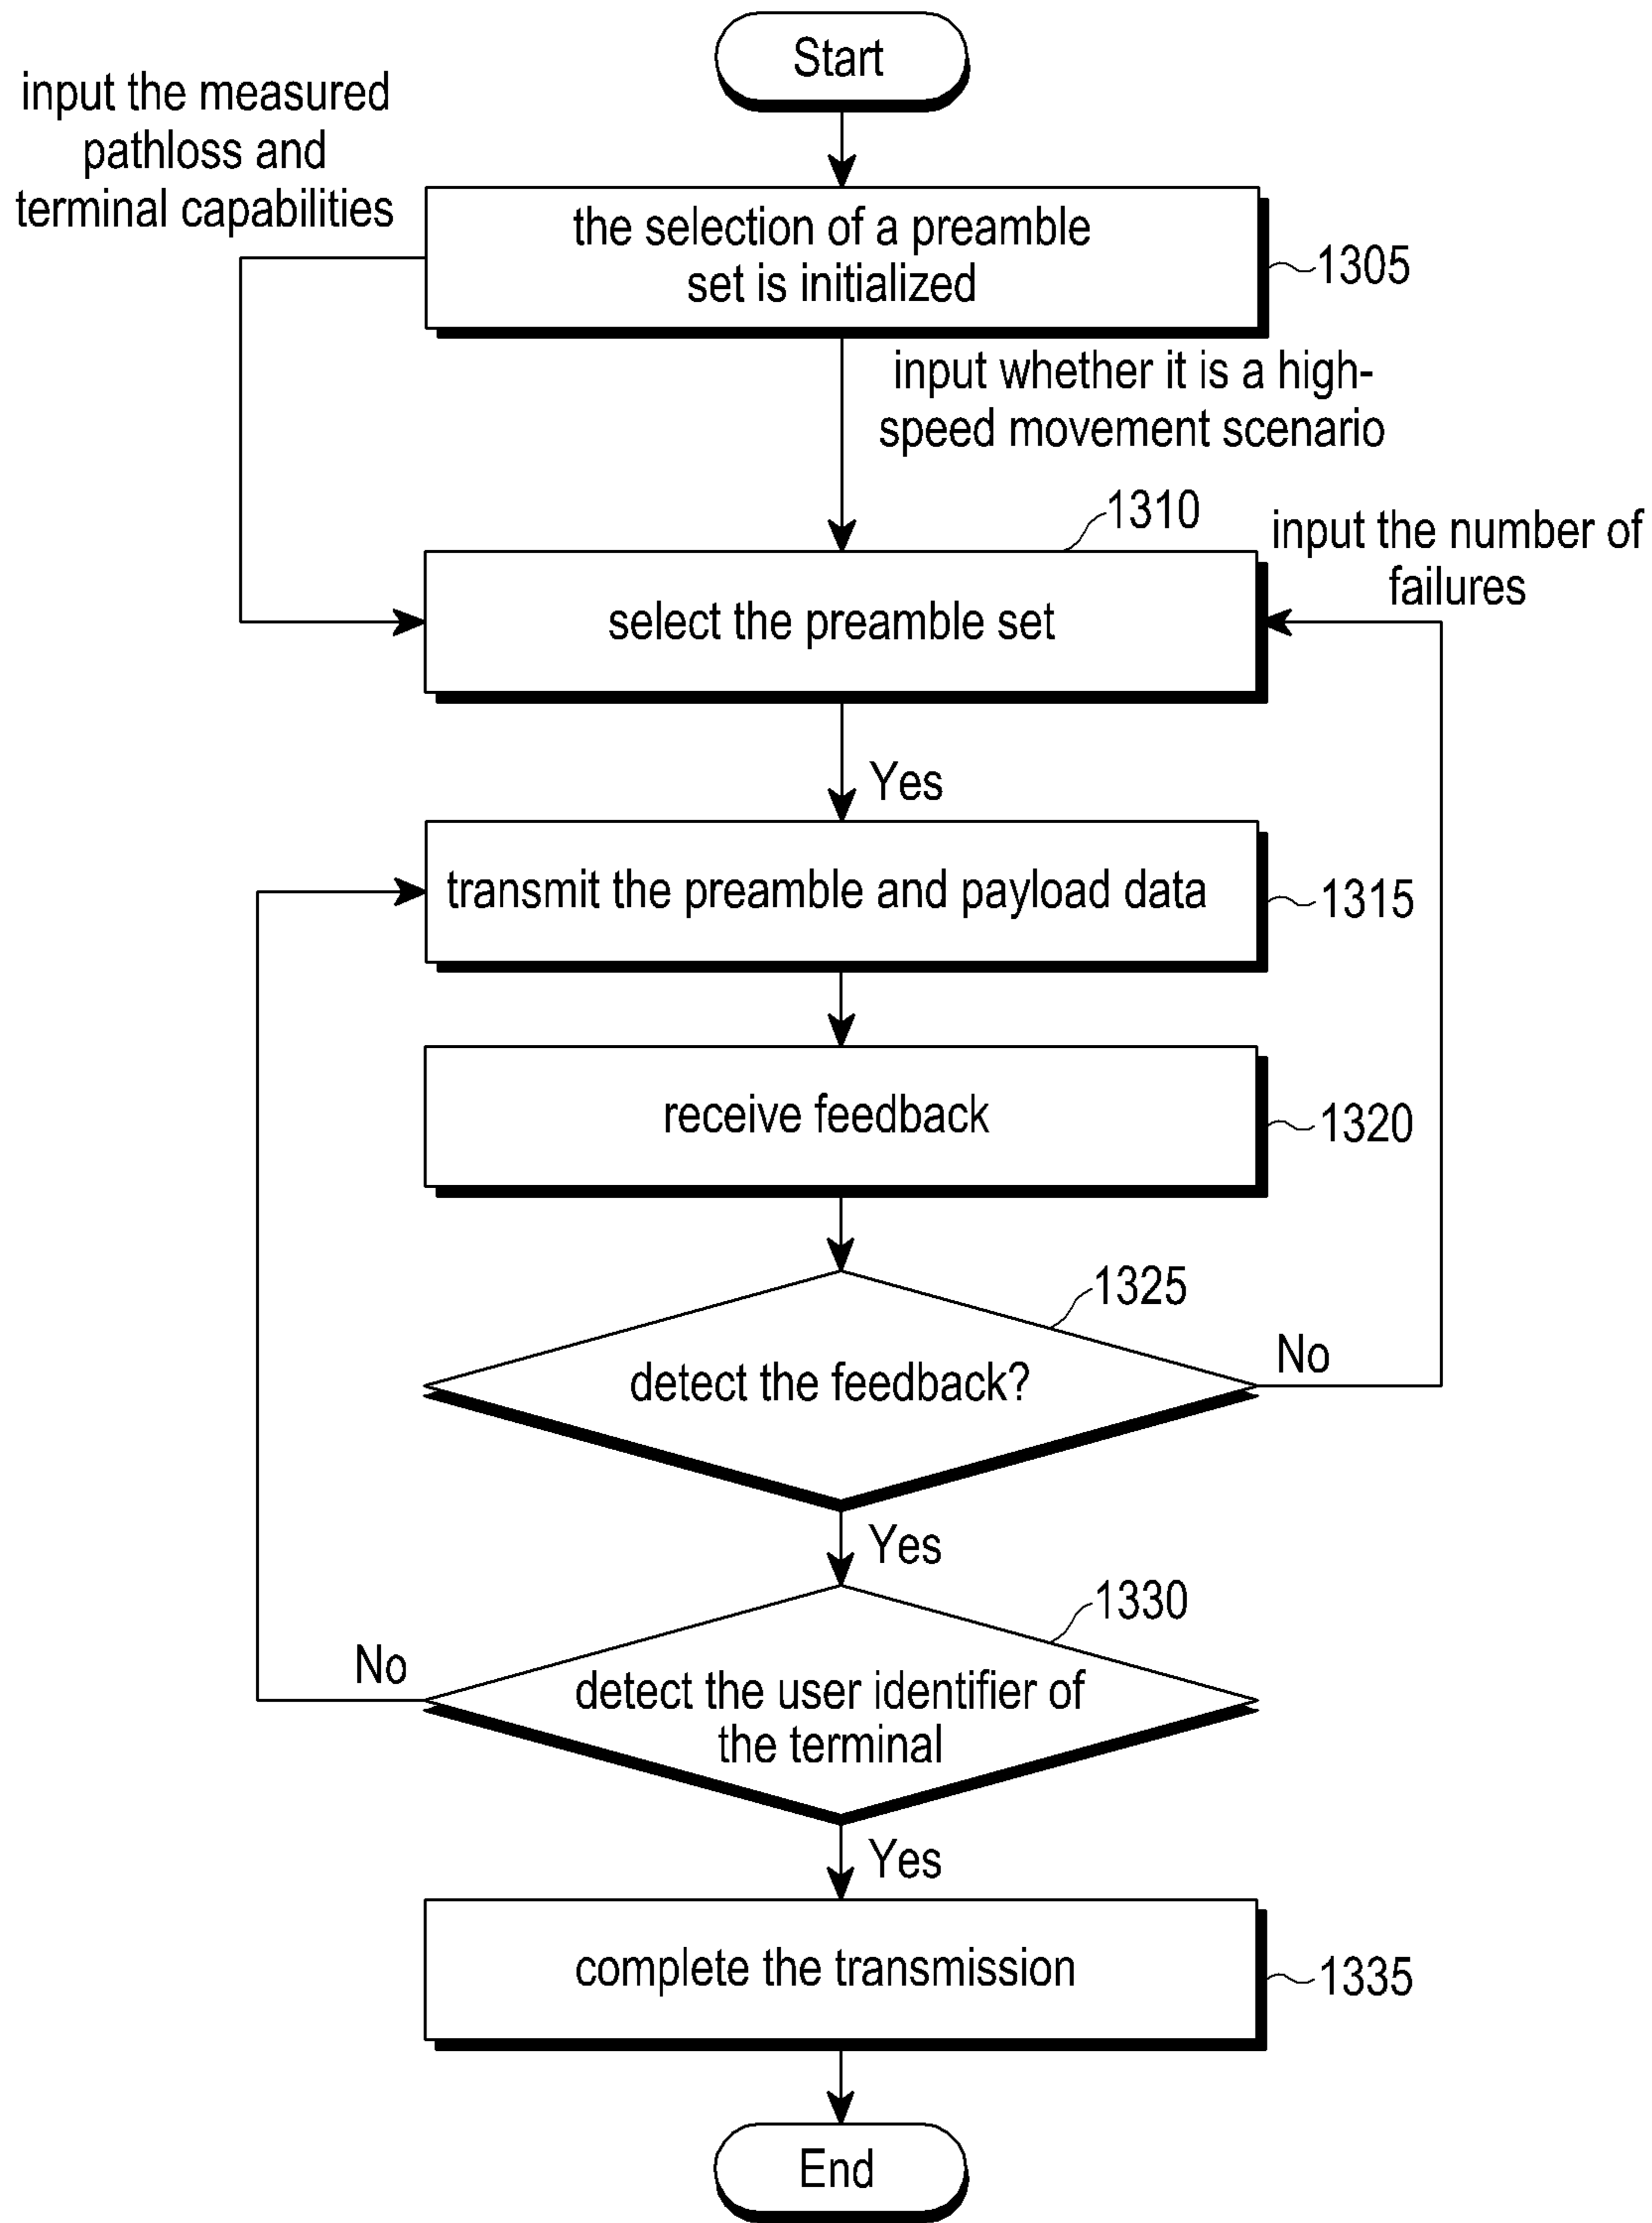 Start
input the measured
pathloss and
terminal capabilities
the selection of a preamble
set is initialized
1305
input whether it is a high-
speed movement scenario
1310
input the number of
failures
select the preamble set
Yes
transmit the preamble and payload data
1315
receive feedback
1320
1325
detect the feedback?
No
Yes
1330
No
detect the user identifier of
the terminal
Yes
complete the transmission
1335
End